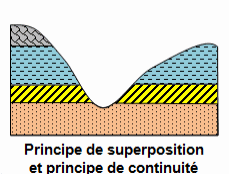 Principe de superposition
et principe de continuité